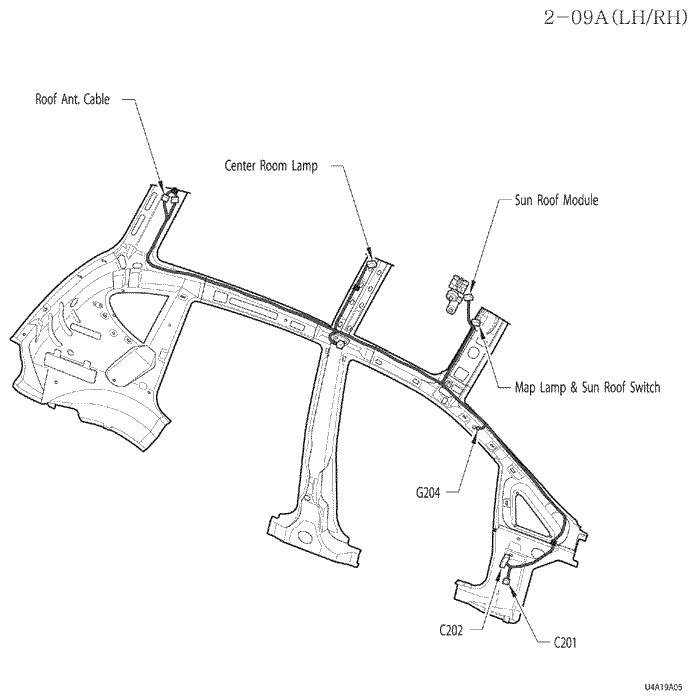 2-09A(LH/RH)
Roof Ant. Cable
Center Room Lamp
Sun Roof Module
Map Lamp & Sun Roof Switch
G204
C202
C201
U4A19A05